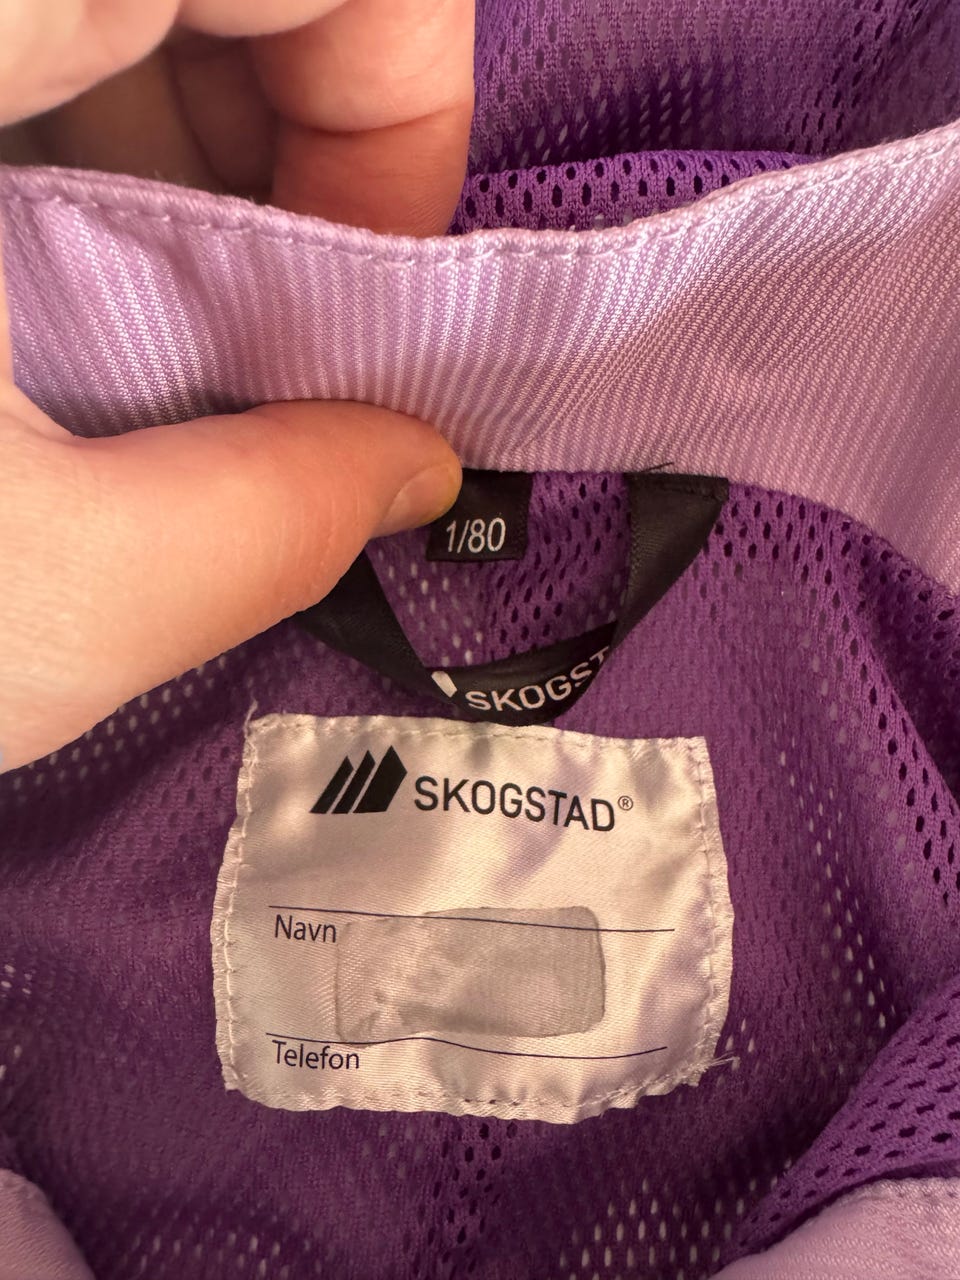 1/80
SKOGST
SKOGSTAD®
Navn
Telefon